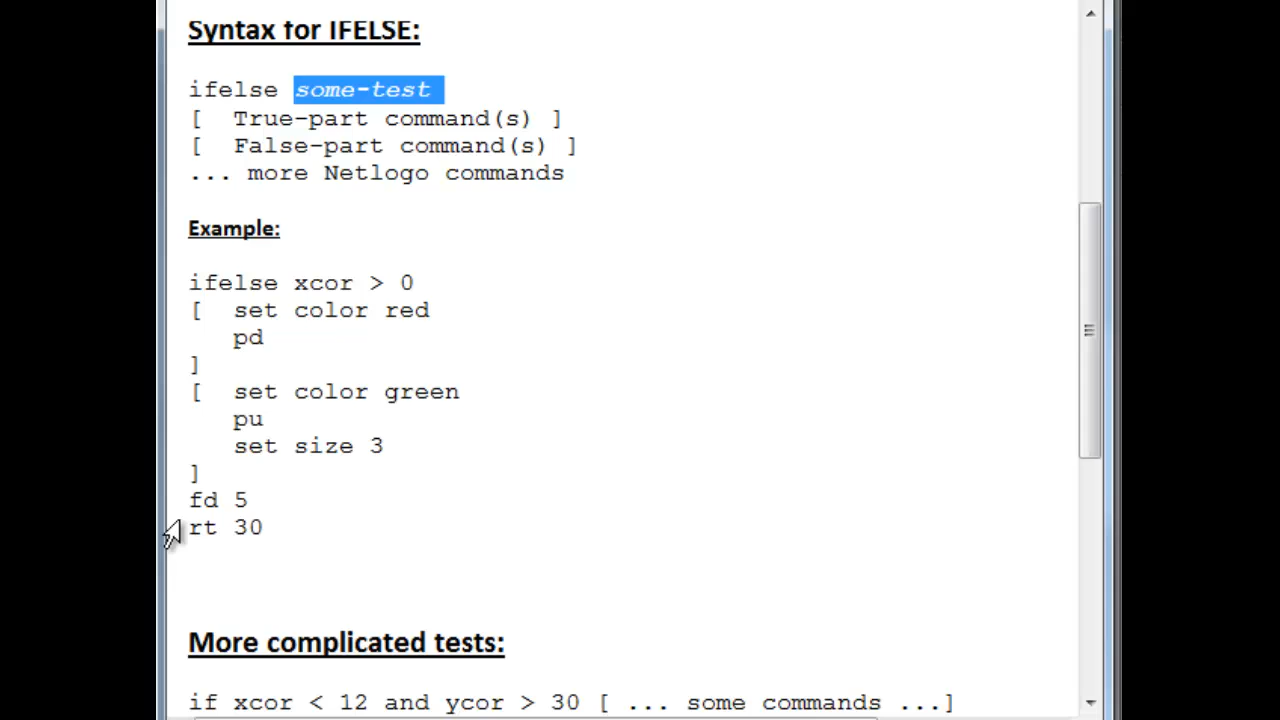 Syntax for IFELSE:
ifelse some-test
[ True-part command(s) ]
[ False-part command(s) ]
... more Netlogo commands
Example:
ifelse xcor > 0
[ set color red
pd
]
[ set color green
pu
set size 3
]
fd 5
rt 30
More complicated tests:
if xcor < 12 and ycor > 30 [ ... some commands ...]